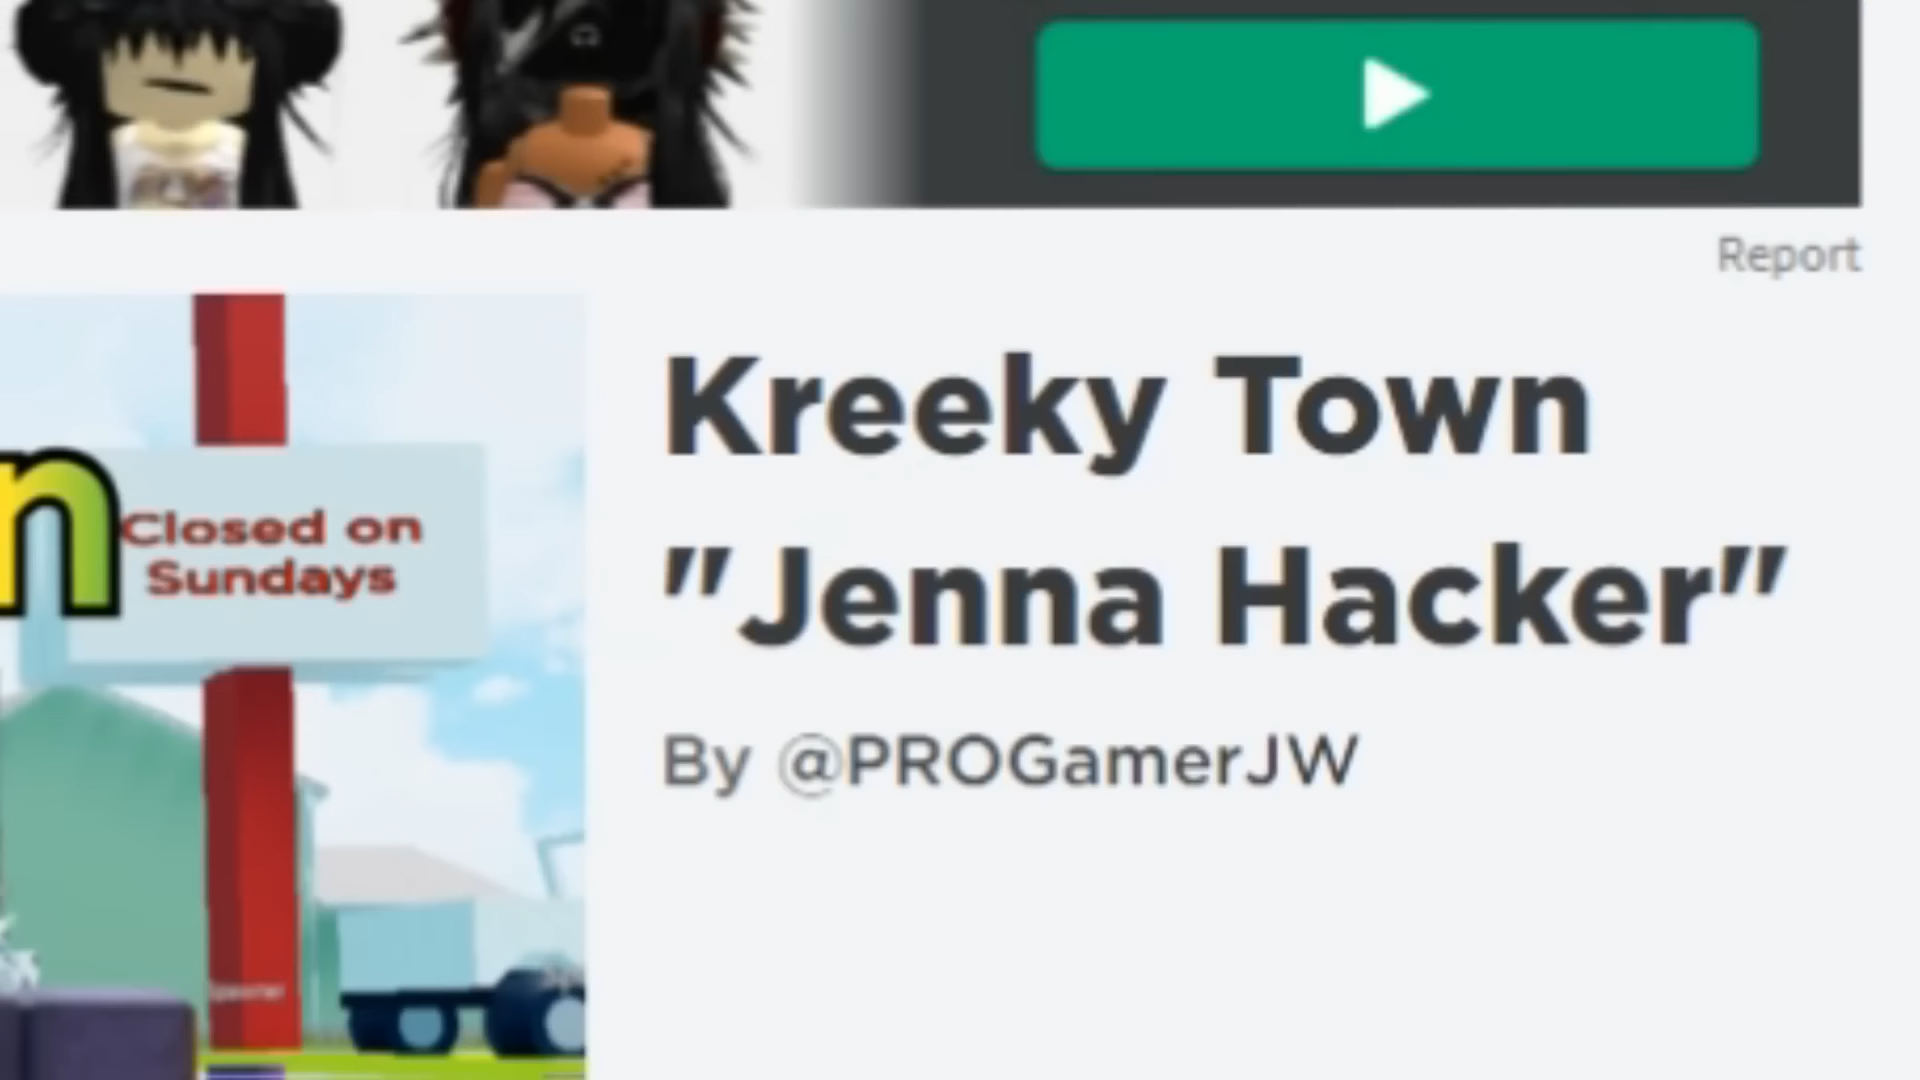 Report
Kreeky Town
"Jenna Hacker"
By @PROGamerJW
n
Closed on
Sundays